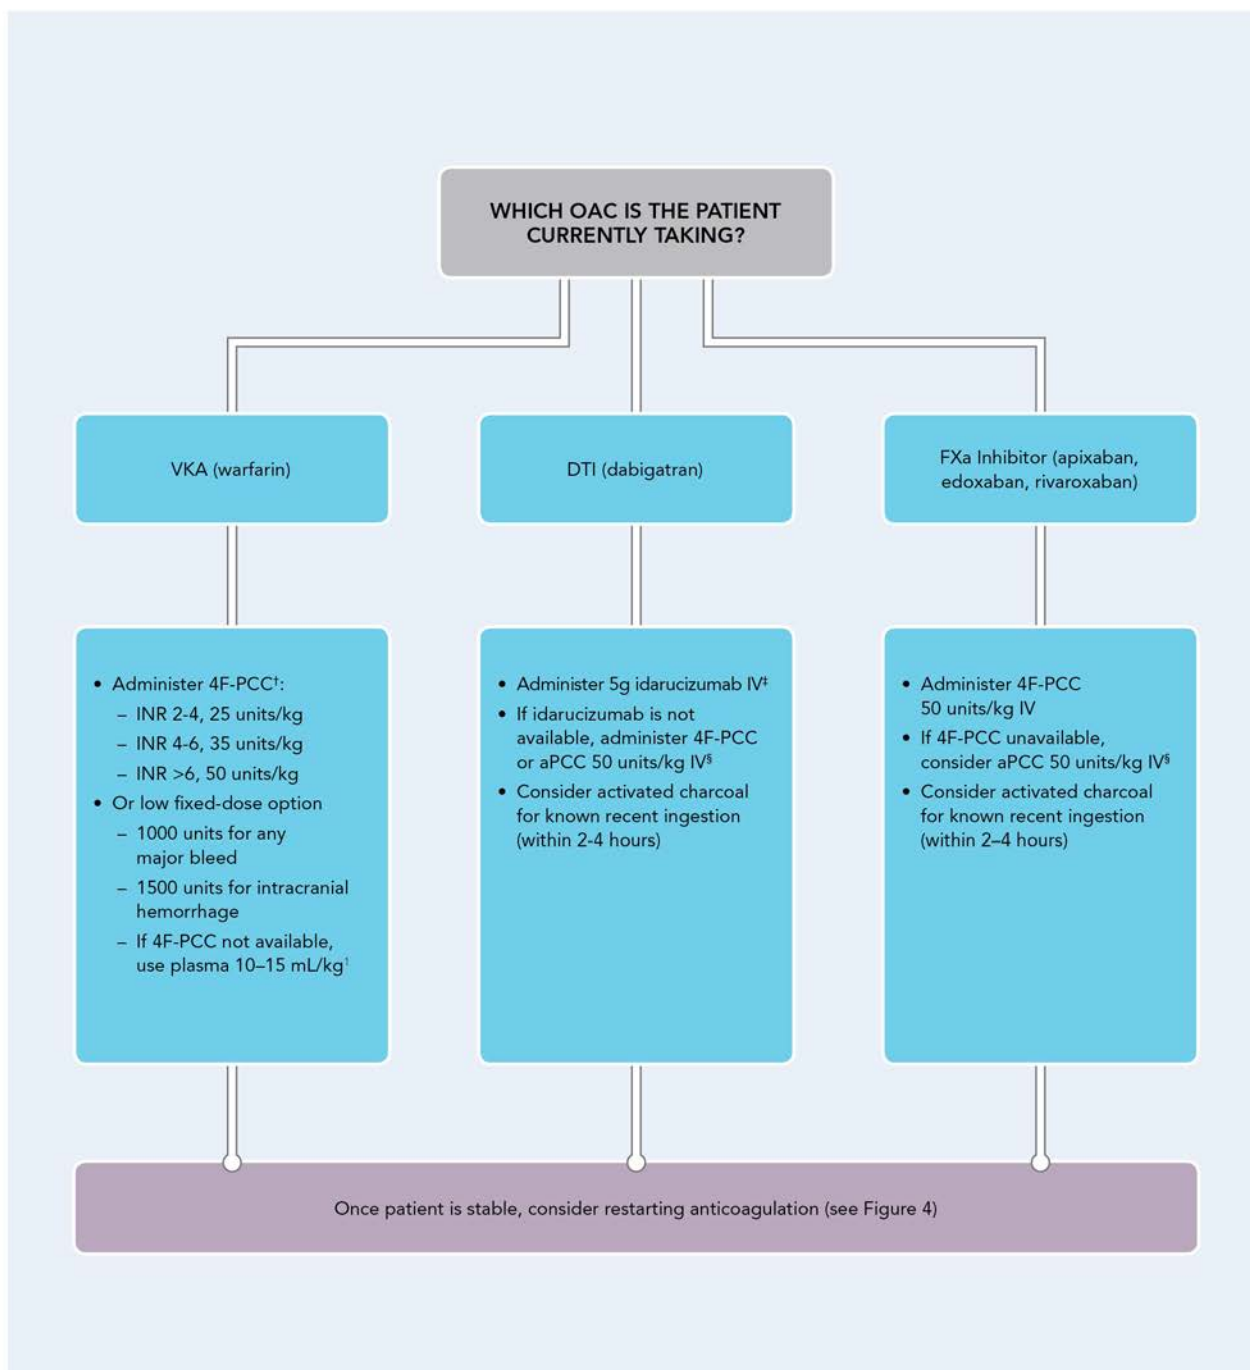 WHICH OAC IS THE PATIENT
CURRENTLY TAKING?
VKA (warfarin)
DTI (dabigatran)
FXa Inhibitor (apixaban,
edoxaban, rivaroxaban)
• Administer 4F-PCC†:
– INR 2-4, 25 units/kg
– INR 4-6, 35 units/kg
– INR >6, 50 units/kg
• Or low fixed-dose option
– 1000 units for any
major bleed
– 1500 units for intracranial
hemorrhage
– If 4F-PCC not available,
use plasma 10–15 mL/kg¹
• Administer 5g idarucizumab IV‡
• If idarucizumab is not
available, administer 4F-PCC
or aPCC 50 units/kg IV§
• Consider activated charcoal
for known recent ingestion
(within 2-4 hours)
• Administer 4F-PCC
50 units/kg IV
• If 4F-PCC unavailable,
consider aPCC 50 units/kg IV§
• Consider activated charcoal
for known recent ingestion
(within 2–4 hours)
Once patient is stable, consider restarting anticoagulation (see Figure 4)